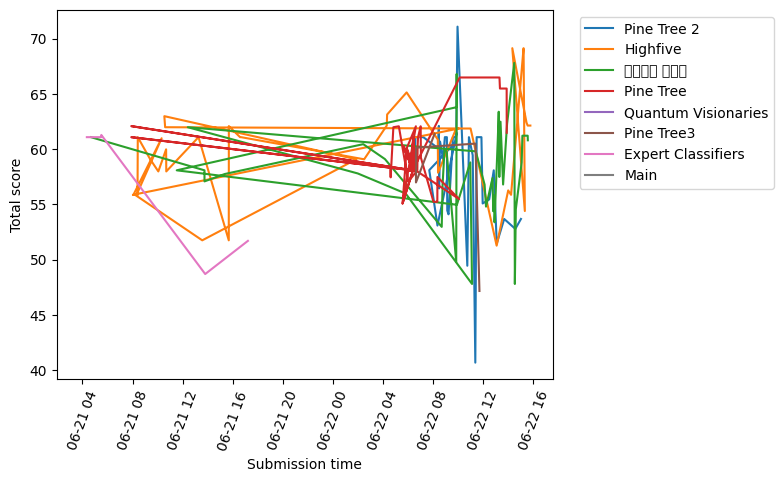 Total score
70
65
60
55
50
45
40
06-21 04
06-21 08
06-21 12
06-21 16
06-21 20
06-22 00
06-22 04
06-22 08
06-22 12
06-22 16
Submission time
Pine Tree 2
Highfive
Pine Tree
Quantum Visionaries
Pine Tree3
Expert Classifiers
Main